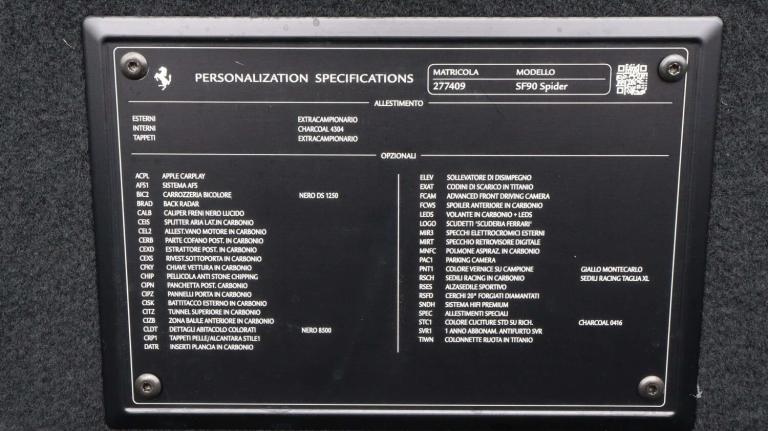 PERSONALIZATION SPECIFICATIONS
MATRICOLA MODELLO
277409 SF90 Spider
ALLESTIMENTO
ESTERNI EXTRACAMPIONARIO
INTERNI CHARCOAL 4304
TAPPETI EXTRACAMPIONARIO
OPZIONALI
ACPL APPLE CARPLAY
AFS1 SISTEMA AFS
BIC2 CARROZZERIA BICOLORE NERO DS 1250
BRAD BACK RADAR
CALB CALIPER FRENI NERO LUCIDO
CEIS SPLITTER ARIA LAT.IN CARBONIO
CEL2 ALLEST.VANO MOTORE IN CARBONIO
CERB PARTE COFANO POST. IN CARBONIO
CEXD ESTRATTORE POST. IN CARBONIO
CEXS RIVEST.SOTTOPORTA IN CARBONIO
CFKY CHIAVE VETTURA IN CARBONIO
CHIP PELLICOLA ANTI STONE CHIPPING
CIPN PANCHETTA POST. CARBONIO
CIPZ PANNELLI PORTA IN CARBONIO
CISK BATTITACCO ESTERNO IN CARBONIO
CITZ TUNNEL SUPERIORE IN CARBONIO
CIZB ZONA BAULE ANTERIORE IN CARBONIO
CLDT DETTAGLI ABITACOLO COLORATI NERO 8500
CRP1 TAPPETI PELLE/ALCANTARA STILE1
DATR INSERTI PLANCIA IN CARBONIO
ELEV SOLLEVATORE DI DISIMPEGNO
EXAT CODINI DI SCARICO IN TITANIO
FCAM ADVANCED FRONT DRIVING CAMERA
FCWS SPOILER ANTERIORE IN CARBONIO
LEDS VOLANTE IN CARBONIO + LEDS
LOGO SCUDETTI "SCUDERIA FERRARI"
MIR3 SPECCHI ELETTROCROMICI ESTERNI
MIRT SPECCHIO RETROVISORE DIGITALE
MNFC POLMONE ASPIRAZ. IN CARBONIO
PAC1 PARKING CAMERA
PNT1 COLORE VERNICE SU CAMPIONE GIALLO MONTECARLO
RSCH SEDILI RACING IN CARBONIO SEDILI RACING TAGLIA XL
RSES ALZASEDILE SPORTIVO
RSFD CERCHI 20" FORGIATI DIAMANTATI
SNDH SISTEMA HIFI PREMIUM
SPEC ALLESTIMENTI SPECIALI
STC1 COLORE CUCITURE STD SU RICH. CHARCOAL 0416
SVR1 1 ANNO ABBONAM. ANTIFURTO SVR
TIWN COLONNETTE RUOTA IN TITANIO